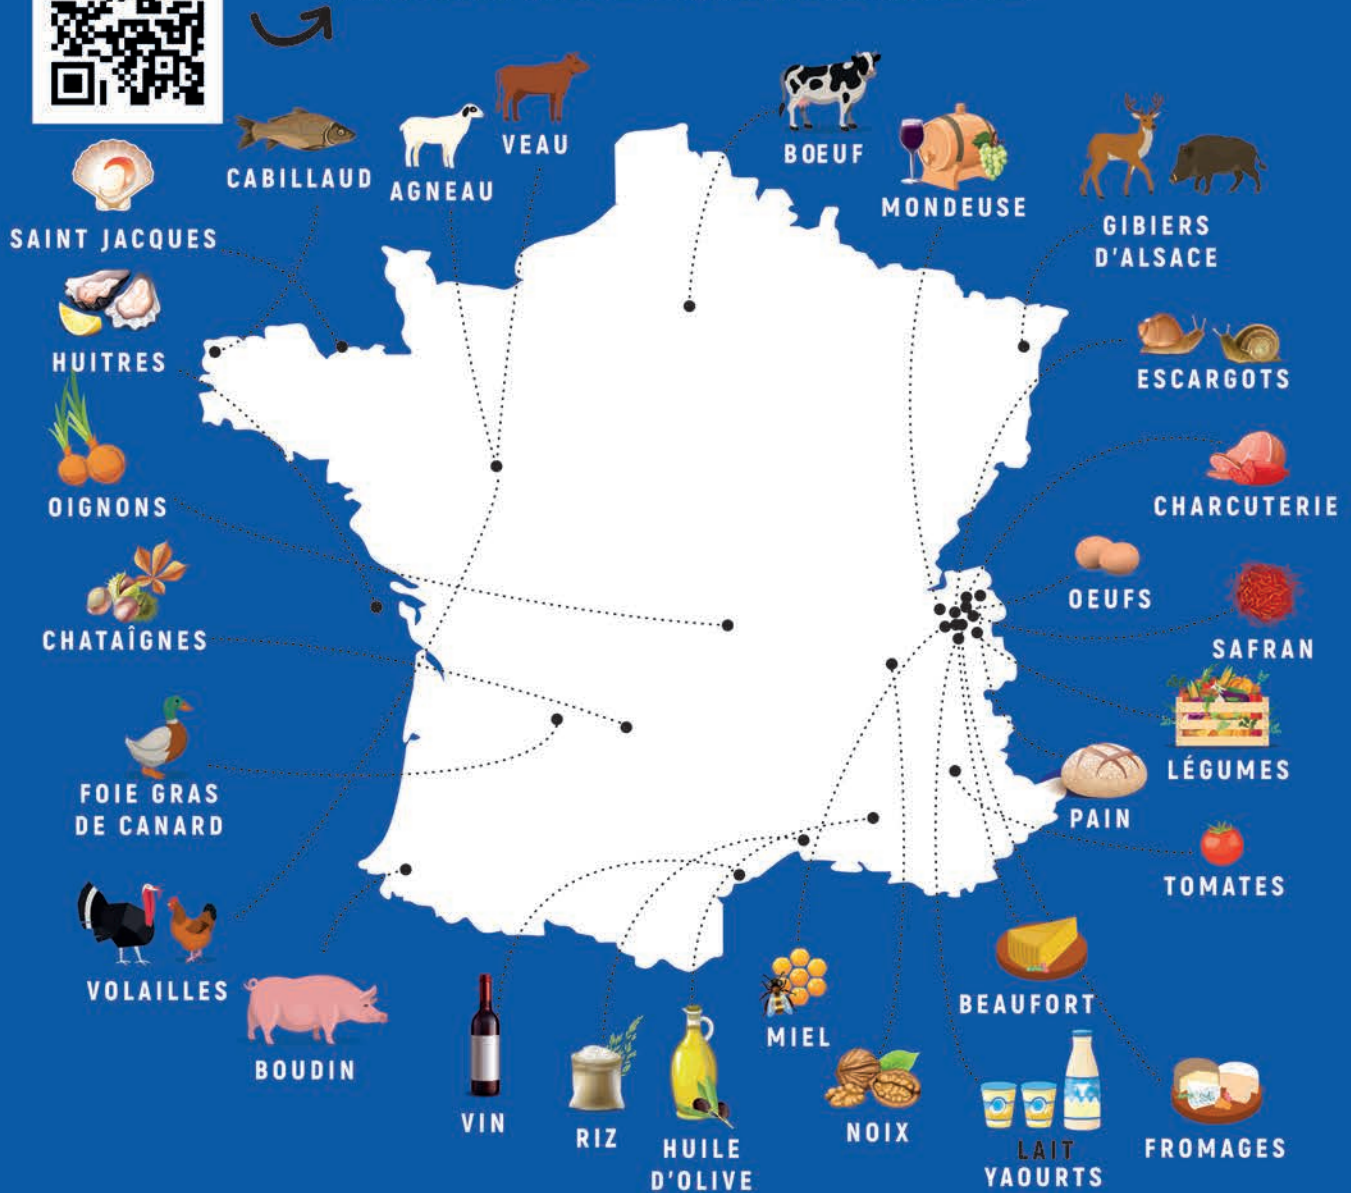 VEAU
BOEUF
CABILLAUD
AGNEAU
MONDEUSE
SAINT JACQUES
GIBIERS
D'ALSACE
HUITRES
ESCARGOTS
OIGNONS
CHARCUTERIE
OEUFS
CHATAÎGNES
SAFRAN
FOIE GRAS
DE CANARD
LÉGUMES
PAIN
TOMATES
VOLAILLES
BEAUFORT
BOUDIN
MIEL
VIN
RIZ
HUILE
D'OLIVE
NOIX
LAIT
YAOURTS
FROMAGES